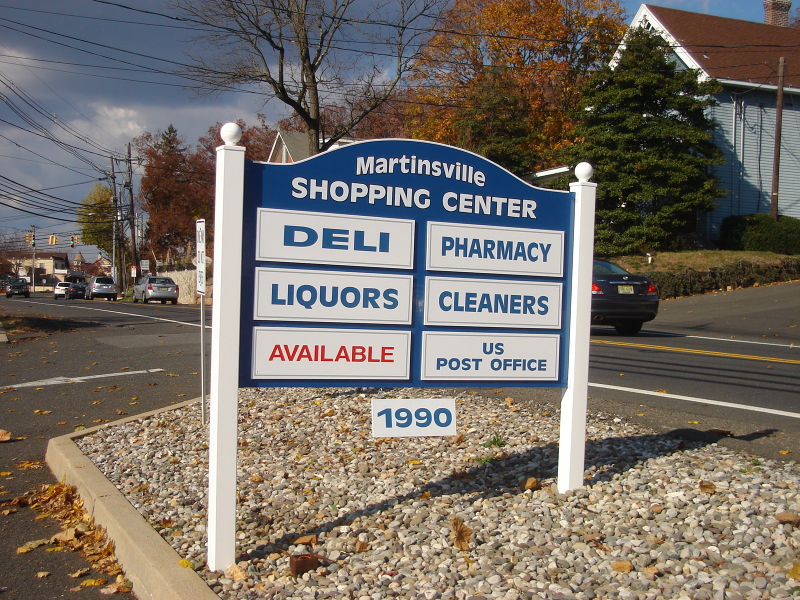 Martinsville
SHOPPING CENTER
DELI
PHARMACY
LIQUORS
CLEANERS
AVAILABLE
US
POST OFFICE
1990